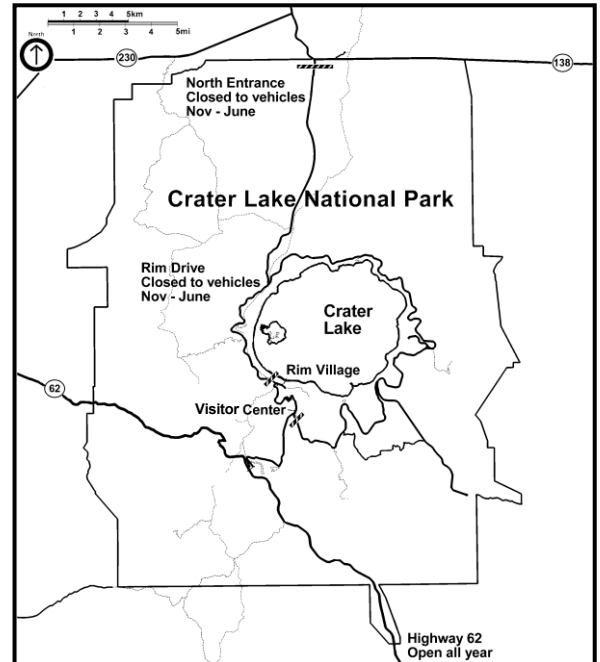 1 2 3 4 5km
1 2 3 4 5mi
North
230
138
North Entrance
Closed to vehicles
Nov - June
Crater Lake National Park
Rim Drive
Closed to vehicles
Nov - June
Crater
Lake
Rim Village
62
Visitor Center
Highway 62
Open all year